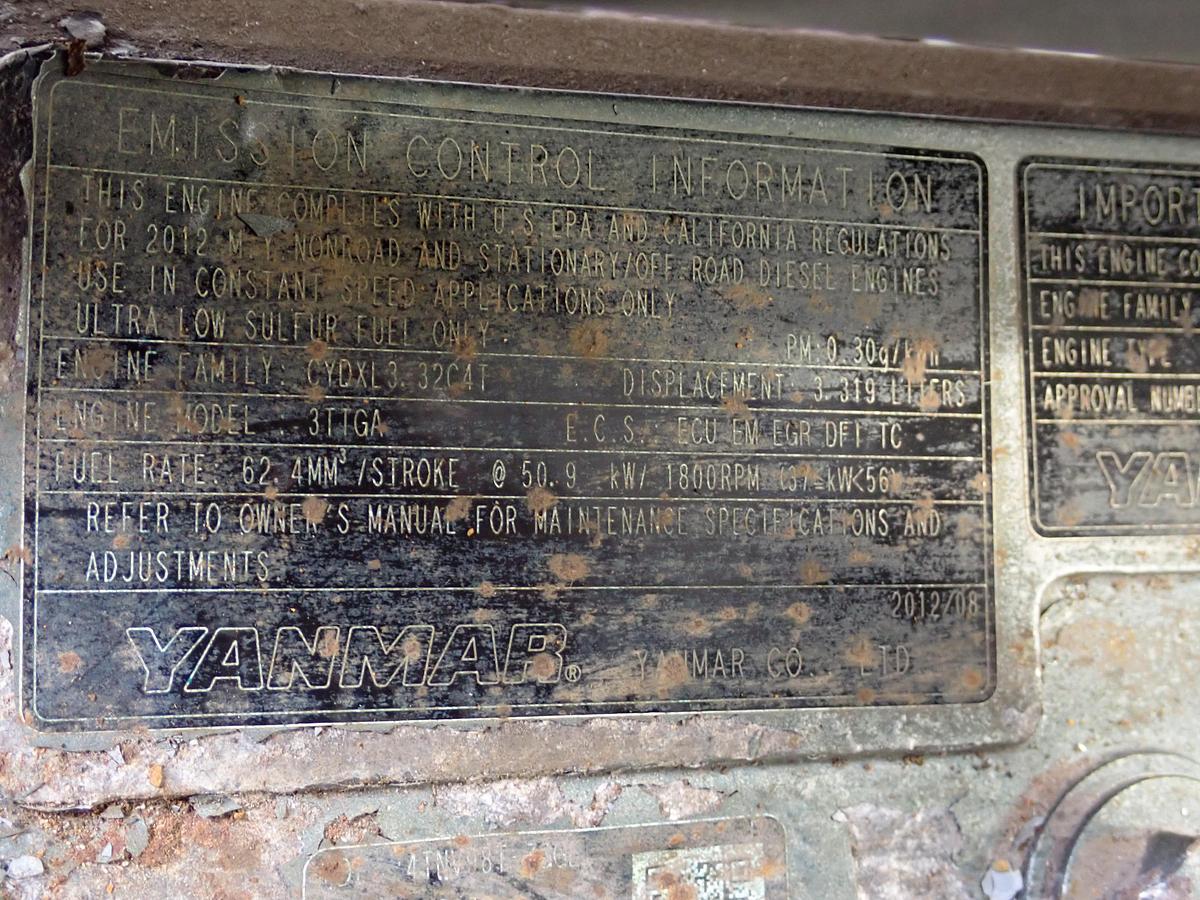 EMISSION CONTROL INFORMATION
THIS ENGINE COMPLIES WITH U.S.EPA AND CALIFORNIA REGULATIONS
FOR 2012 M.Y. NONROAD AND STATIONARY/OFF-ROAD DIESEL ENGINES
USE IN CONSTANT SPEED APPLICATIONS ONLY
ULTRA LOW SULFUR FUEL ONLY PM:0.30g/kWh
ENGINE FAMILY: CYDXL3.32C4T DISPLACEMENT: 3.319 LITERS
ENGINE MODEL : 3TTGA E.C.S.: ECU EM EGR DFI TC
FUEL RATE: 62.4MM³/STROKE @ 50.9 kW/ 1800RPM (37≤kW<56)
REFER TO OWNER'S MANUAL FOR MAINTENANCE SPECIFICATIONS AND
ADJUSTMENTS
2012/08
YANMAR® YANMAR CO. LTD
IMPOR
THIS ENGINE CO
ENGINE FAMILY
ENGINE TYPE
APPROVAL NUMB
YA